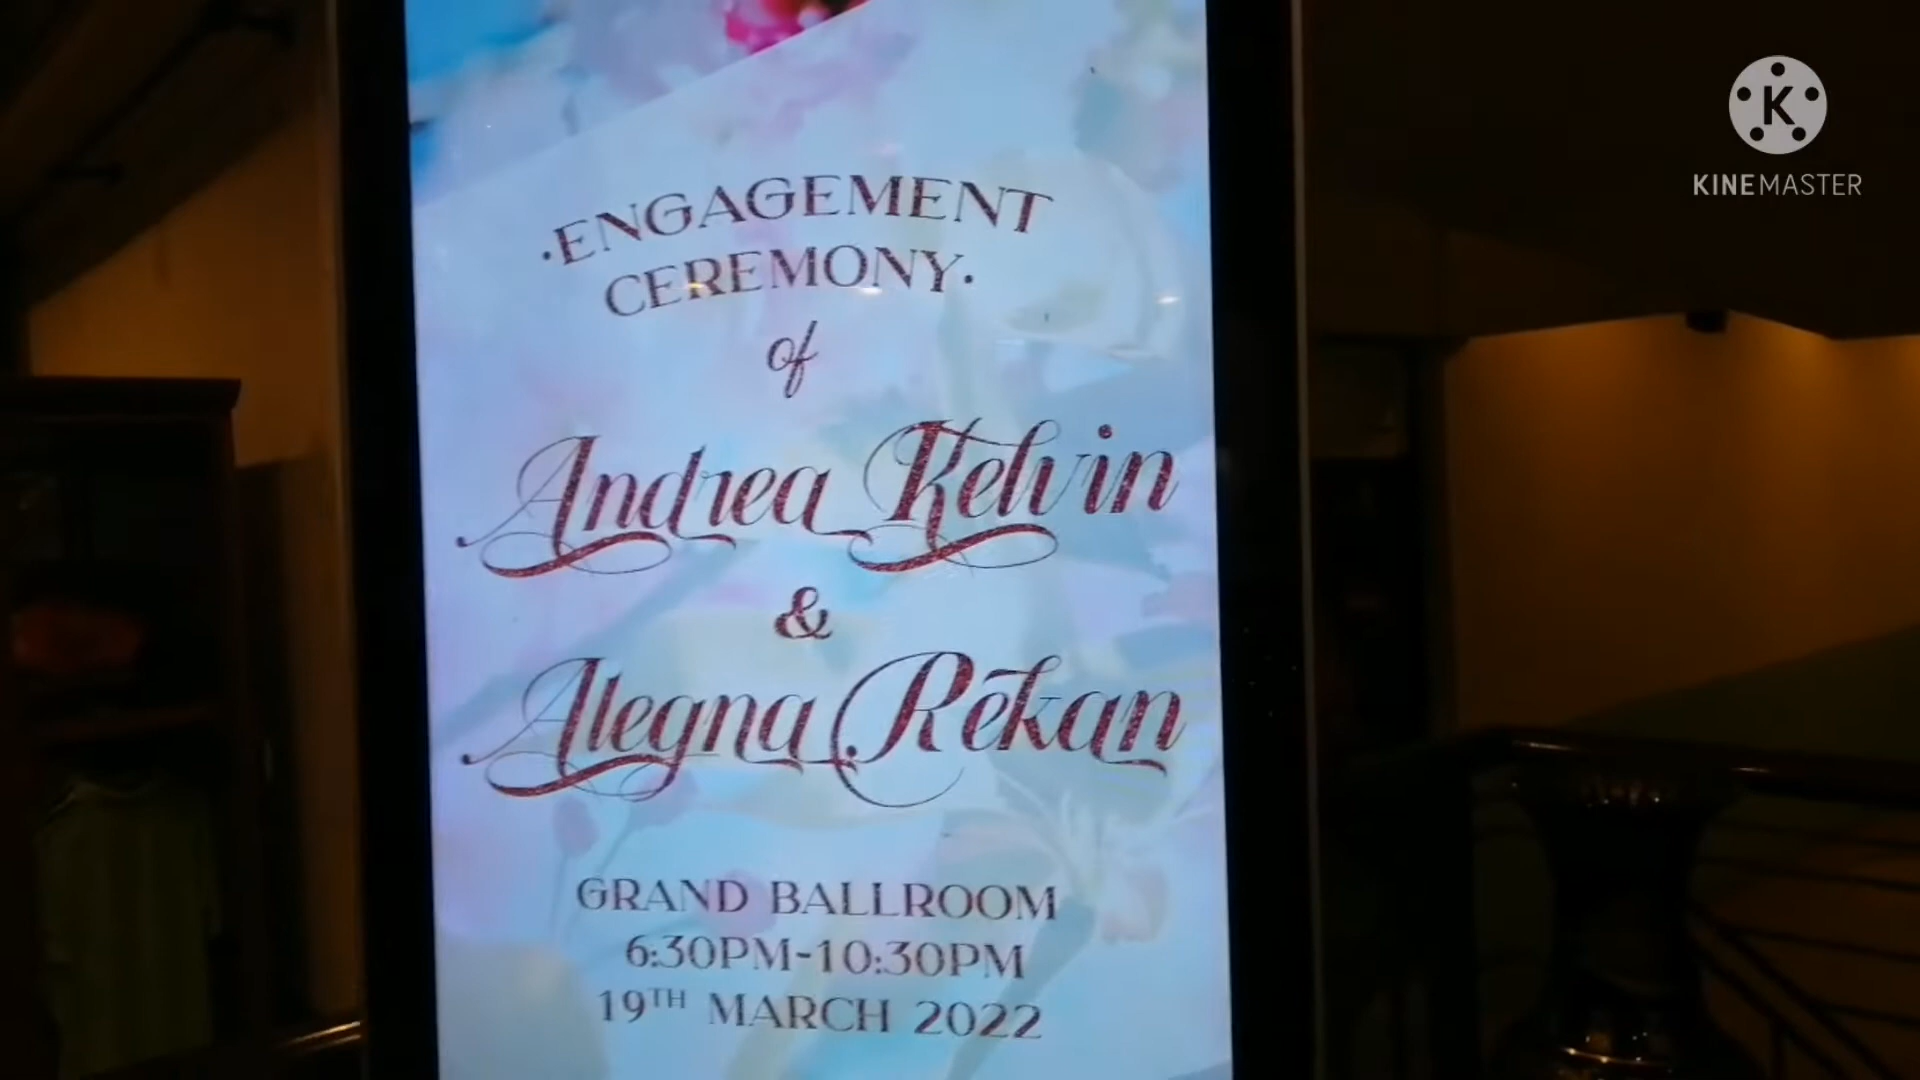 ·ENGAGEMENT
CEREMONY·
of
Andrea Kelvin
&
Alegna Rekan
GRAND BALLROOM
6:30PM-10:30PM
19TH MARCH 2022
K
KINEMASTER